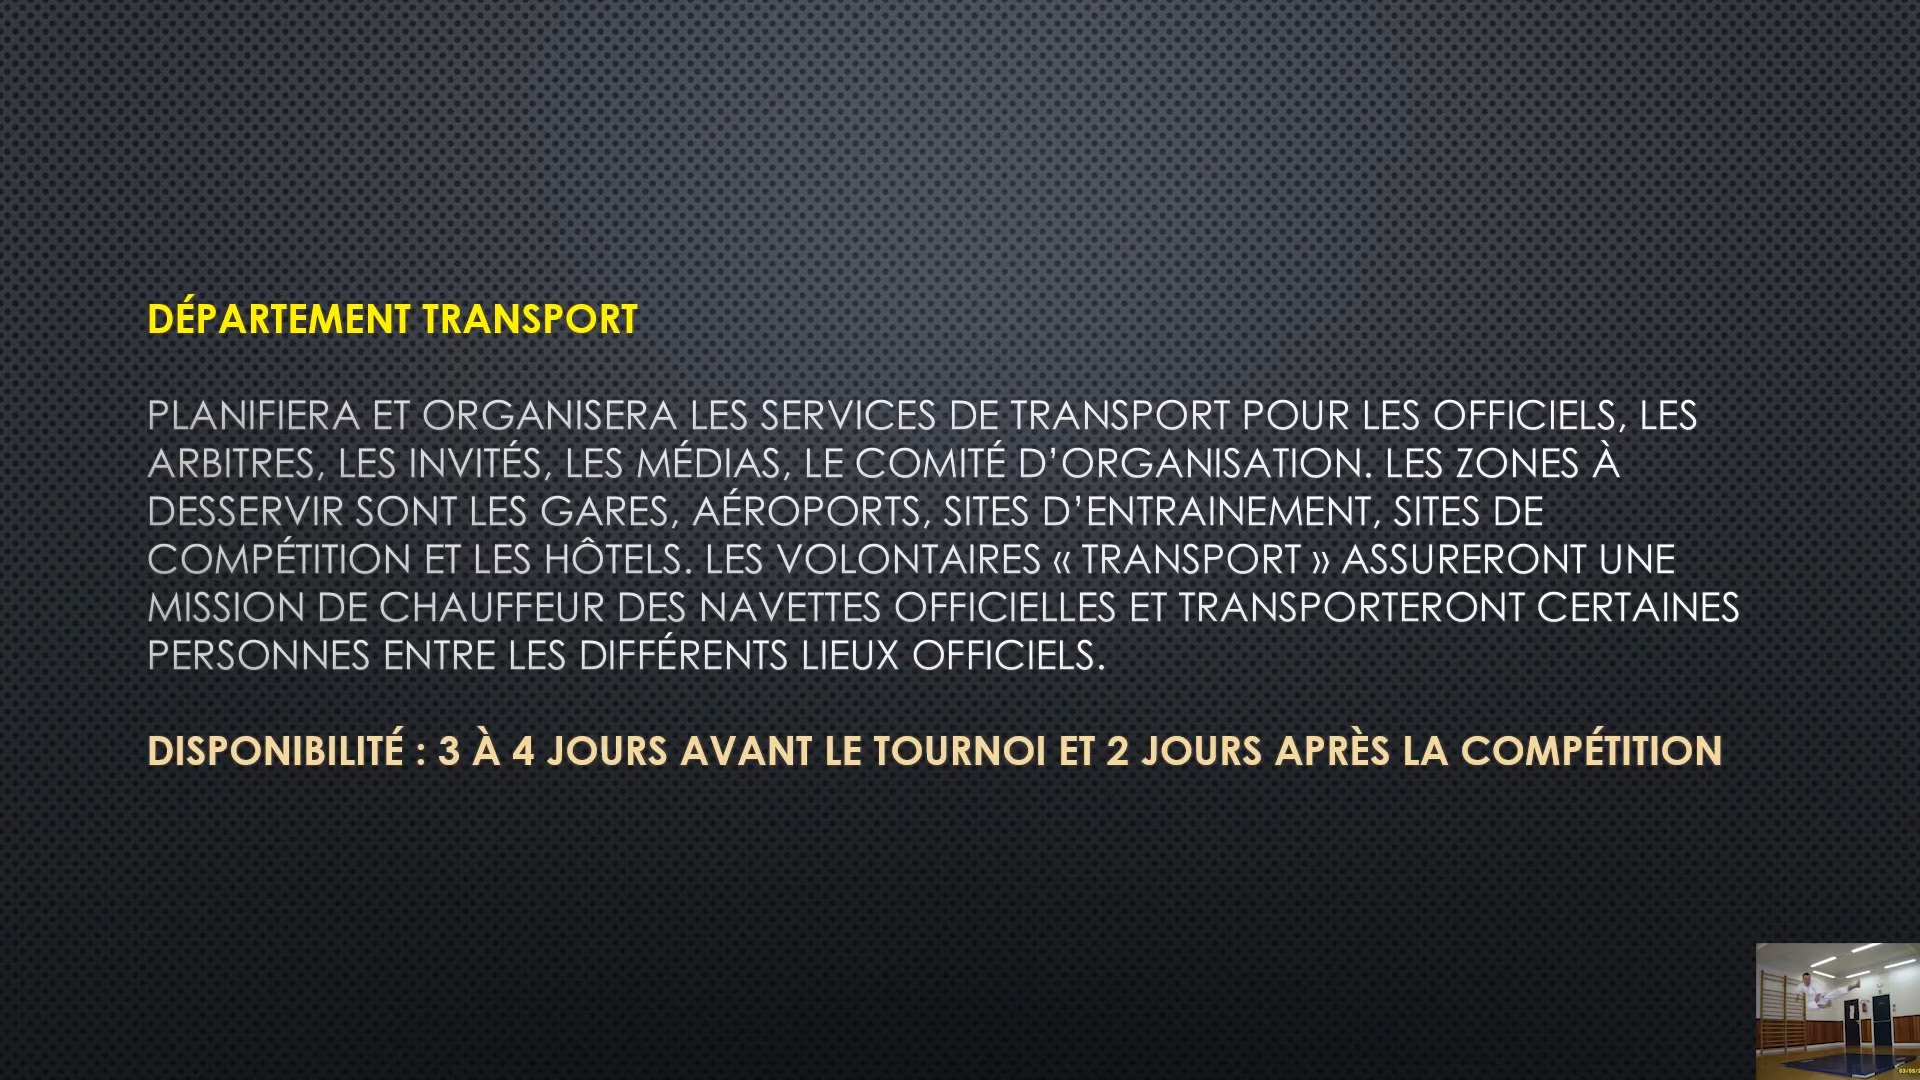 DÉPARTEMENT TRANSPORT
PLANIFIERA ET ORGANISERA LES SERVICES DE TRANSPORT POUR LES OFFICIELS, LES
ARBITRES, LES INVITÉS, LES MÉDIAS, LE COMITÉ D’ORGANISATION. LES ZONES À
DESSERVIR SONT LES GARES, AÉROPORTS, SITES D’ENTRAINEMENT, SITES DE
COMPÉTITION ET LES HÔTELS. LES VOLONTAIRES « TRANSPORT » ASSURERONT UNE
MISSION DE CHAUFFEUR DES NAVETTES OFFICIELLES ET TRANSPORTERONT CERTAINES
PERSONNES ENTRE LES DIFFÉRENTS LIEUX OFFICIELS.
DISPONIBILITÉ : 3 À 4 JOURS AVANT LE TOURNOI ET 2 JOURS APRÈS LA COMPÉTITION